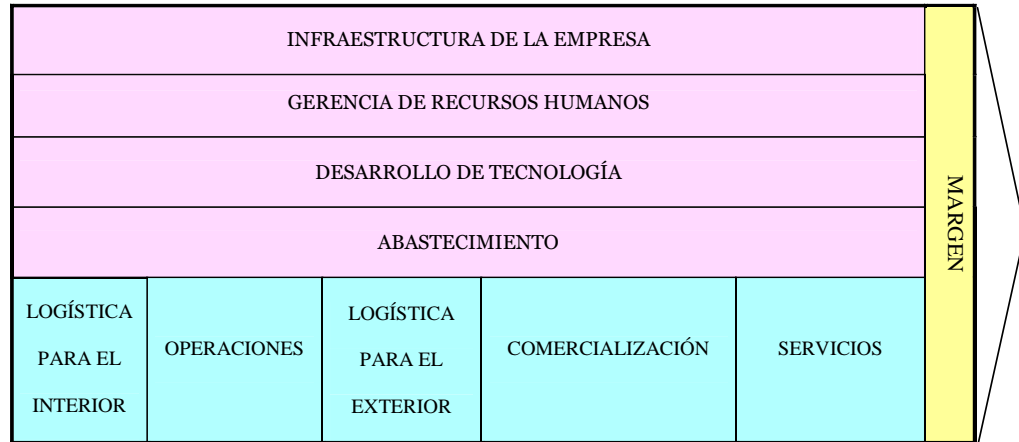 INFRAESTRUCTURA DE LA EMPRESA
GERENCIA DE RECURSOS HUMANOS
DESARROLLO DE TECNOLOGÍA
ABASTECIMIENTO
MARGEN
LOGÍSTICA
PARA EL
INTERIOR
OPERACIONES
LOGÍSTICA
PARA EL
EXTERIOR
COMERCIALIZACIÓN
SERVICIOS